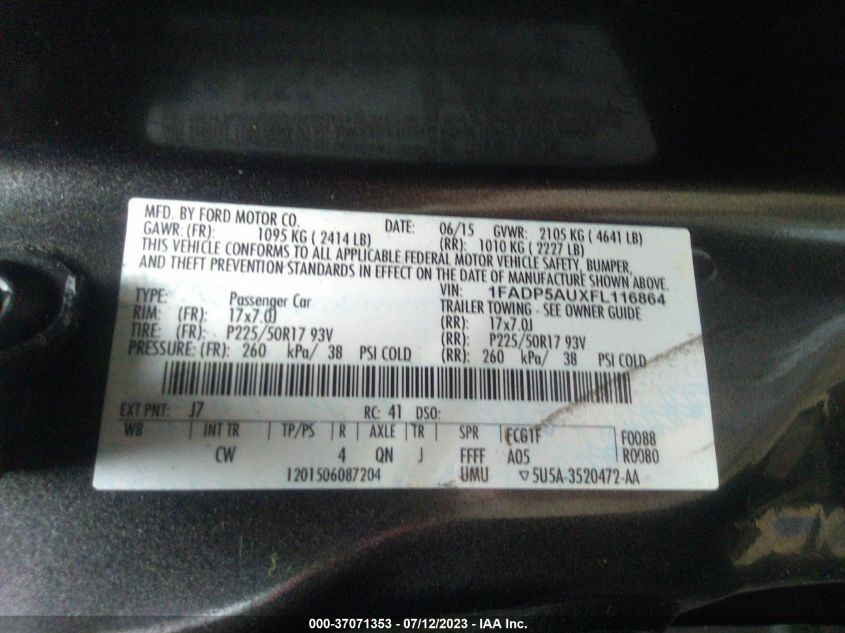 MFD. BY FORD MOTOR CO. DATE: 06/15 GVWR: 2105 KG ( 4641 LB)
GAWR: (FR): 1095 KG ( 2414 LB) (RR): 1010 KG ( 2227 LB)
THIS VEHICLE CONFORMS TO ALL APPLICABLE FEDERAL MOTOR VEHICLE SAFETY, BUMPER,
AND THEFT PREVENTION STANDARDS IN EFFECT ON THE DATE OF MANUFACTURE SHOWN ABOVE.
VIN: 1FADP5AUXFL116864
TYPE: Passenger Car TRAILER TOWING - SEE OWNER GUIDE
RIM: (FR): 17x7.0J (RR): 17x7.0J
TIRE: (FR): P225/50R17 93V (RR): P225/50R17 93V
PRESSURE: (FR): 260 kPa/ 38 PSI COLD (RR): 260 kPa/ 38 PSI COLD
EXT PNT: J7 RC: 41 DSO:
WB INT TR TP/PS R AXLE TR SPR ECG1F F0088
CW 4 QN J FFFF A05 R0080
1201506087204 UMU ▽5U5A-3520472-AA
000-37071353 - 07/12/2023 - IAA Inc.